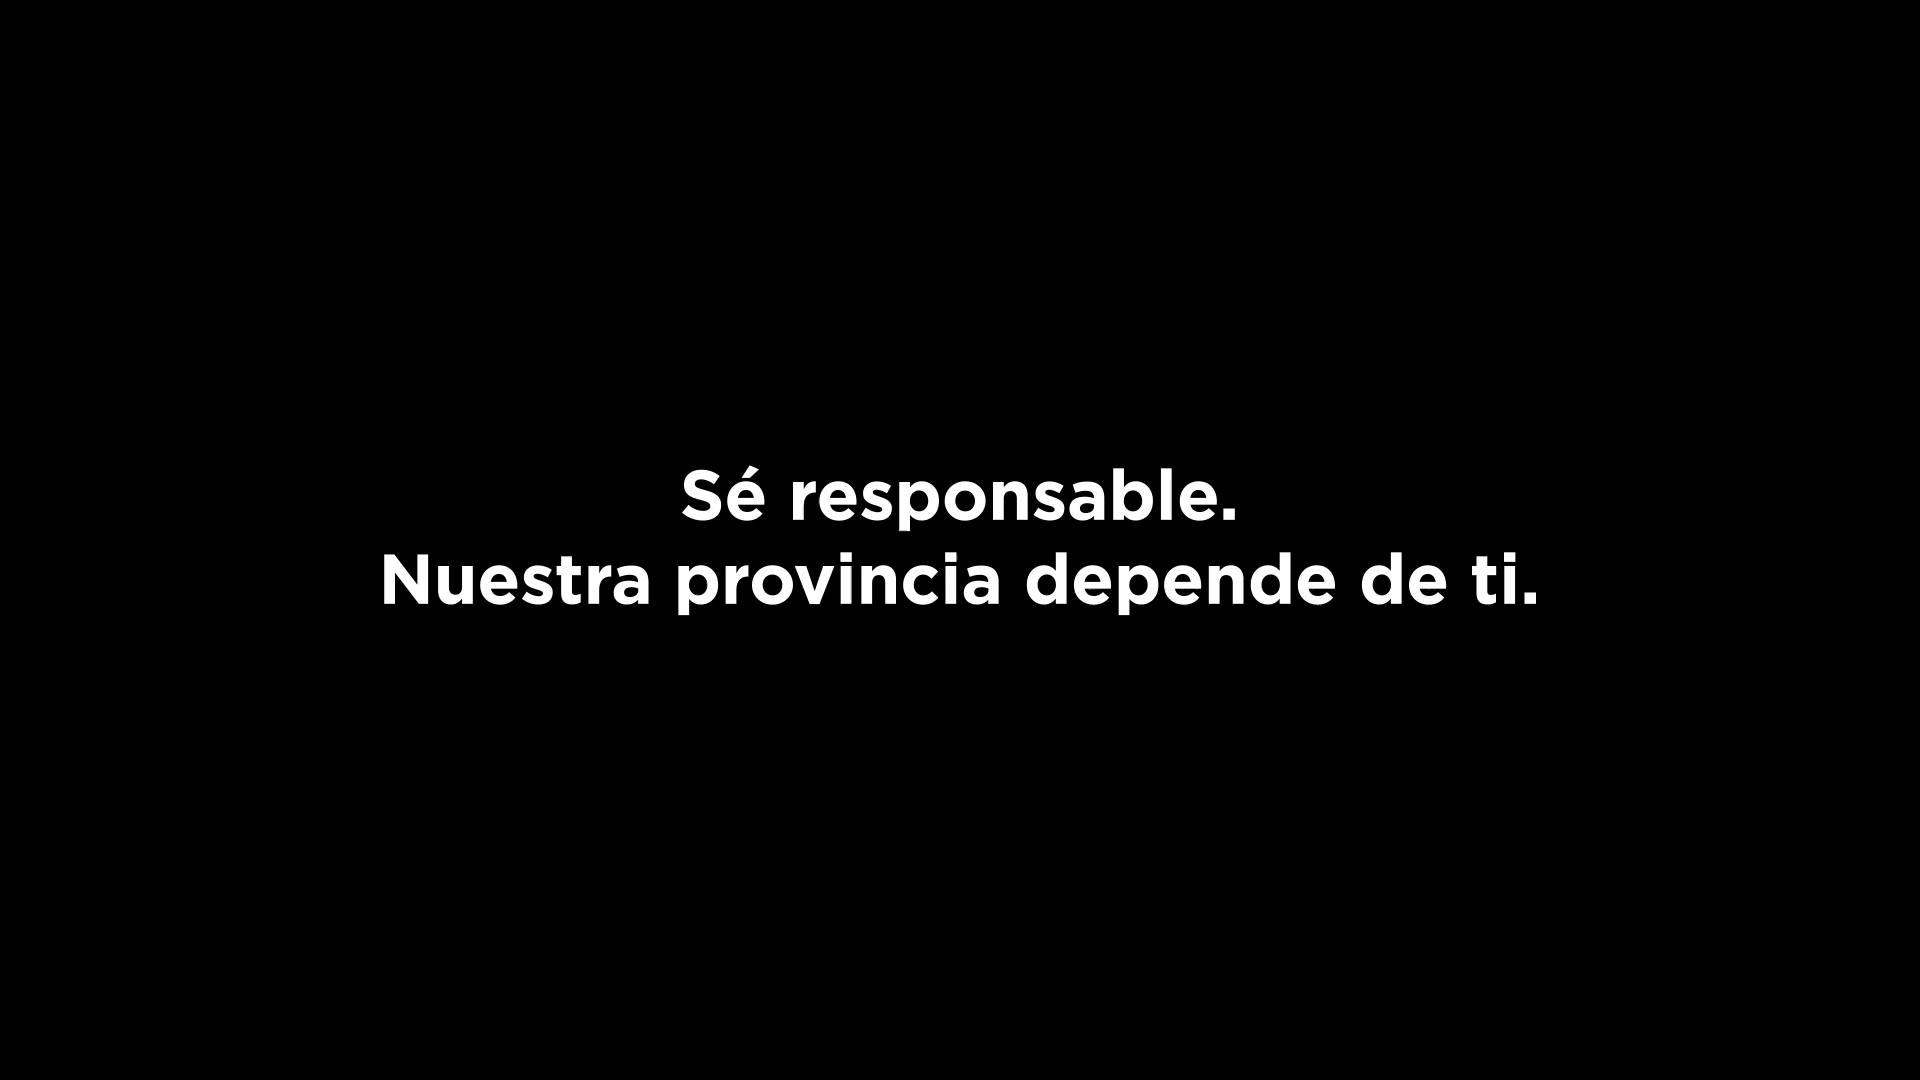 Sé responsable.
Nuestra provincia depende de ti.